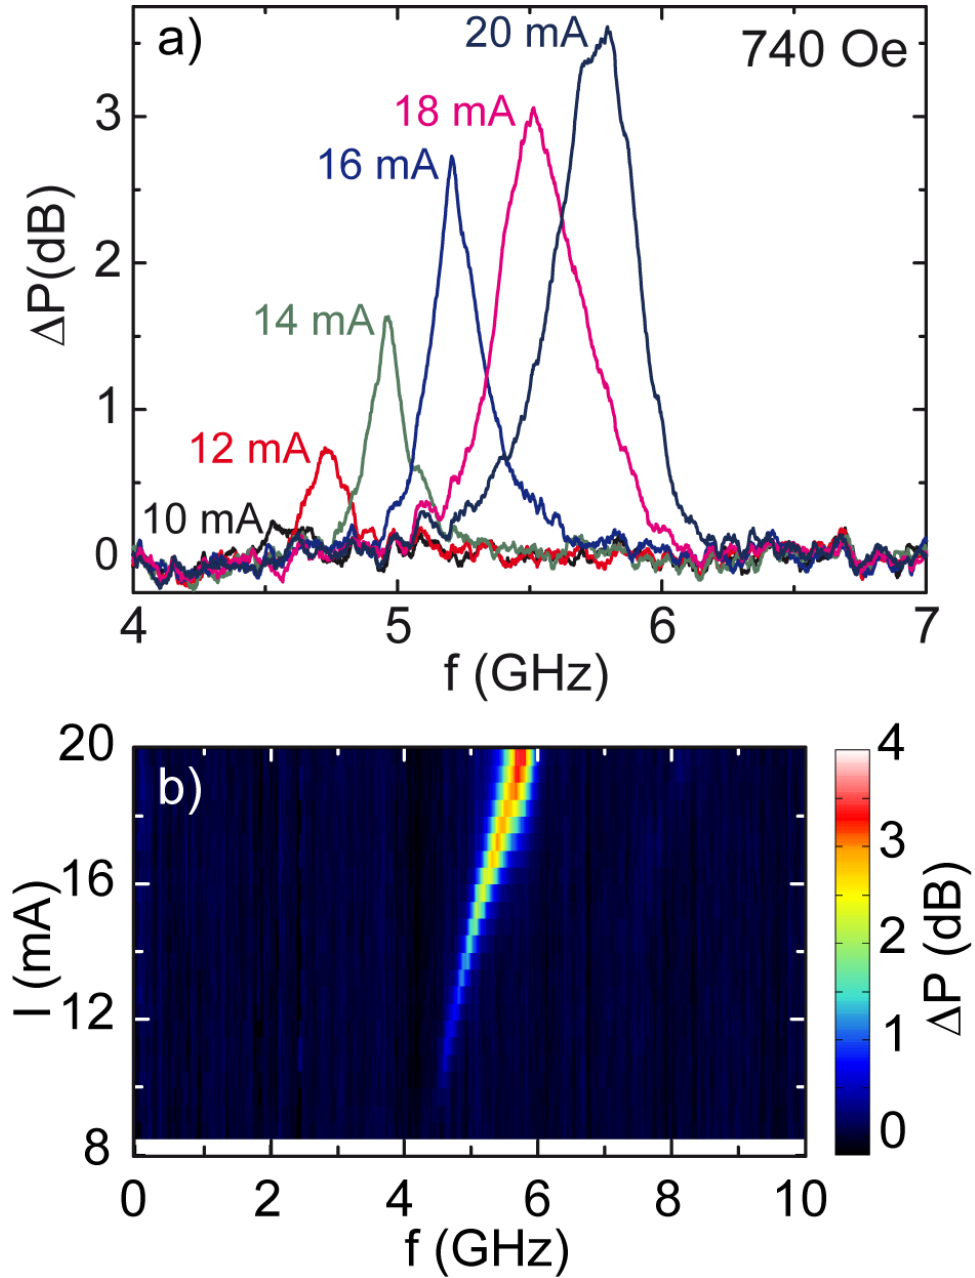 a)
740 Oe
20 mA
18 mA
16 mA
14 mA
12 mA
10 mA
ΔP(dB)
3
2
1
0
4 5 6 7
f (GHz)
b)
I (mA)
20
16
12
8
0 2 4 6 8 10
f (GHz)
4
3
2
1
0
ΔP (dB)